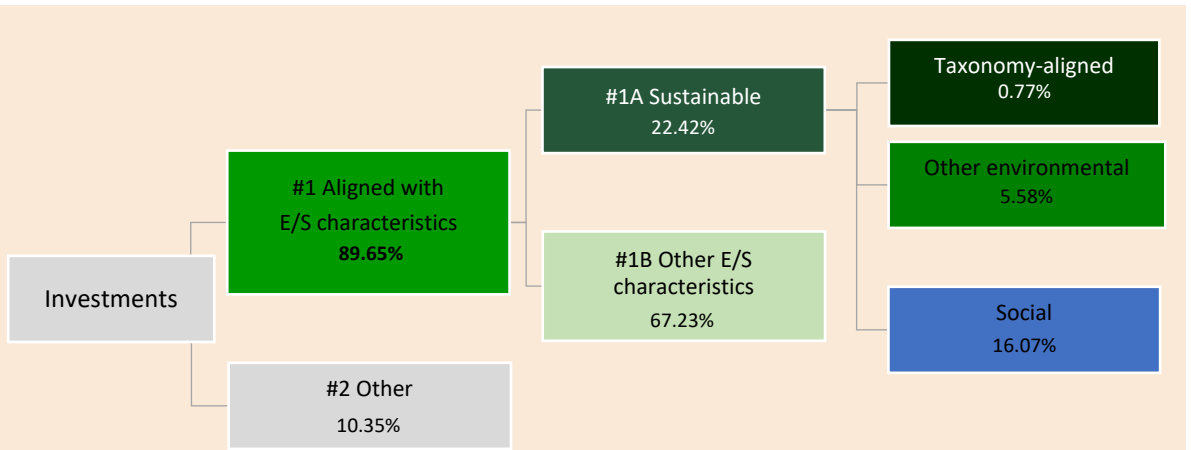 Investments
#1 Aligned with
E/S characteristics
89.65%
#2 Other
10.35%
#1A Sustainable
22.42%
#1B Other E/S
characteristics
67.23%
Taxonomy-aligned
0.77%
Other environmental
5.58%
Social
16.07%